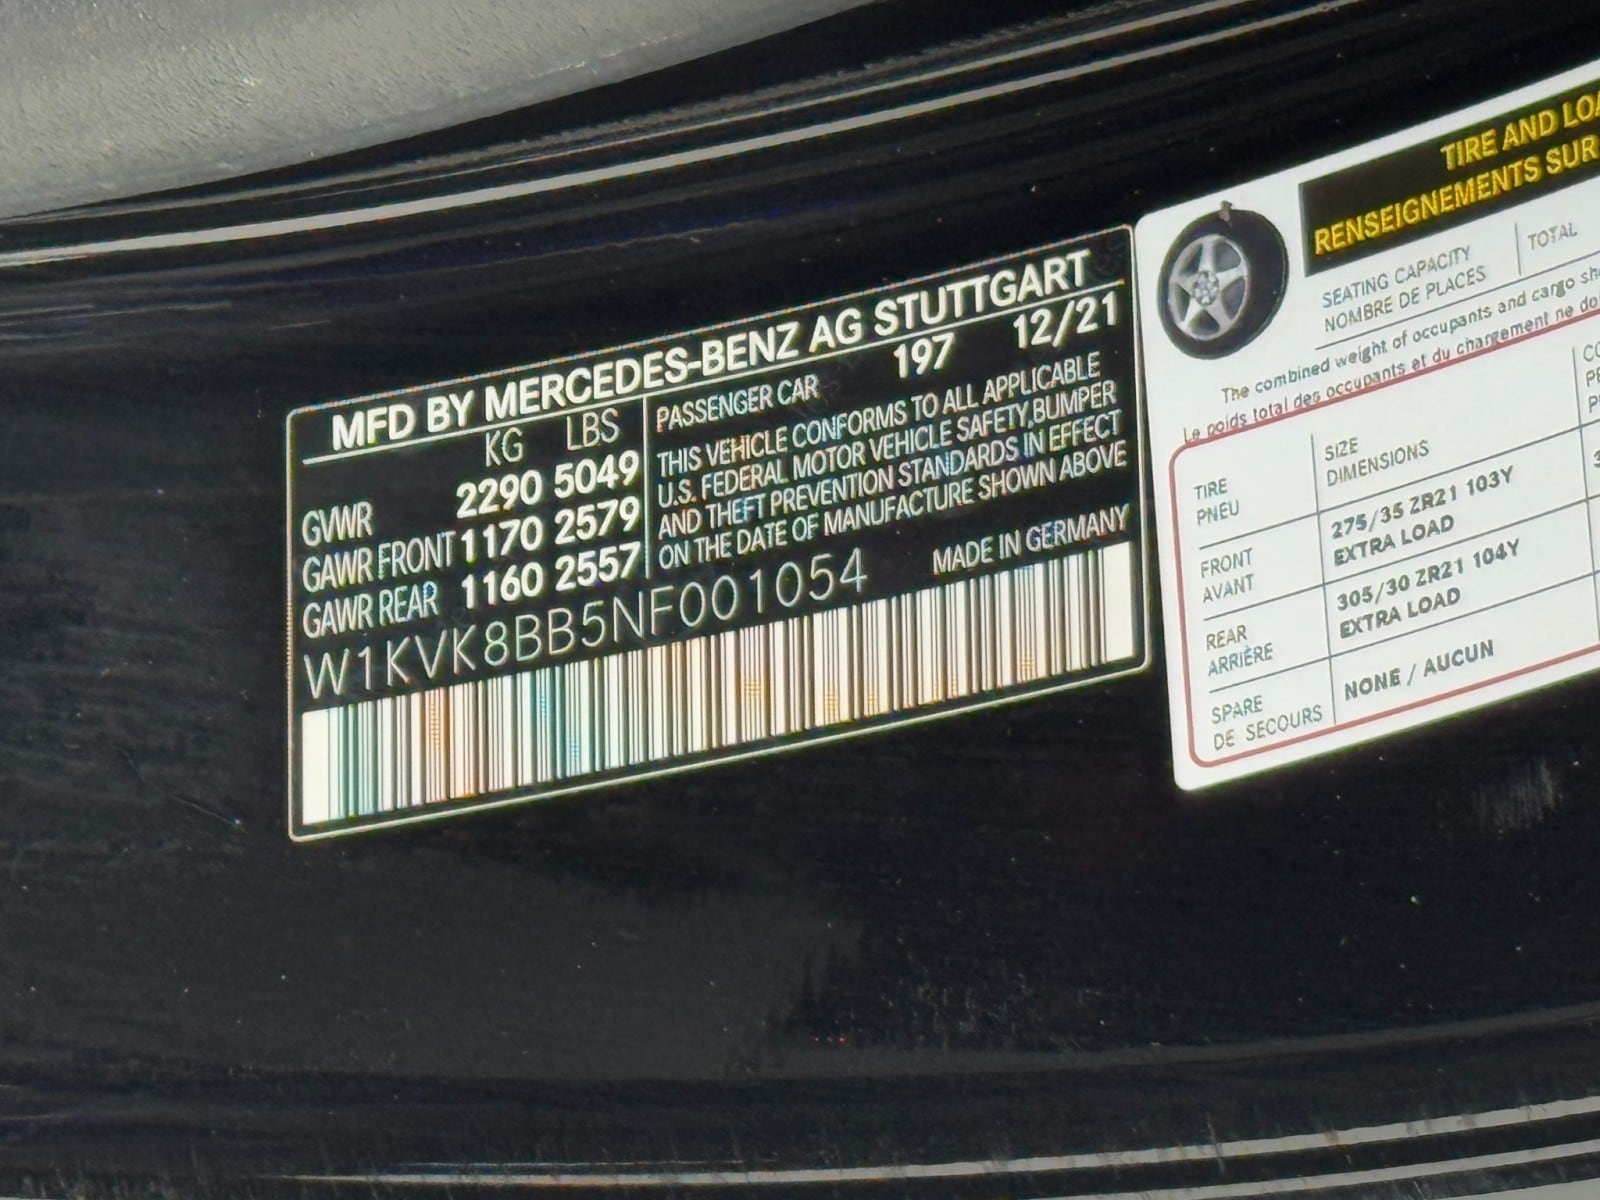 MFD BY MERCEDES-BENZ AG STUTTGART
KG LBS
GVWR 2290 5049
GAWR FRONT 1170 2579
GAWR REAR 1160 2557
PASSENGER CAR 197 12/21
THIS VEHICLE CONFORMS TO ALL APPLICABLE
U.S. FEDERAL MOTOR VEHICLE SAFETY, BUMPER
AND THEFT PREVENTION STANDARDS IN EFFECT
ON THE DATE OF MANUFACTURE SHOWN ABOVE
W1KVK8BB5NF001054
MADE IN GERMANY
TIRE AND
RENSEIGNEMENTS SUR
SEATING CAPACITY
NOMBRE DE PLACES
TOTAL
The combined weight of occupants and cargo
Le poids total des occupants et du chargement ne
TIRE
PNEU
SIZE
DIMENSIONS
FRONT
AVANT
275/35 ZR21 103Y
EXTRA LOAD
REAR
ARRIÈRE
305/30 ZR21 104Y
EXTRA LOAD
SPARE
DE SECOURS
NONE / AUCUN